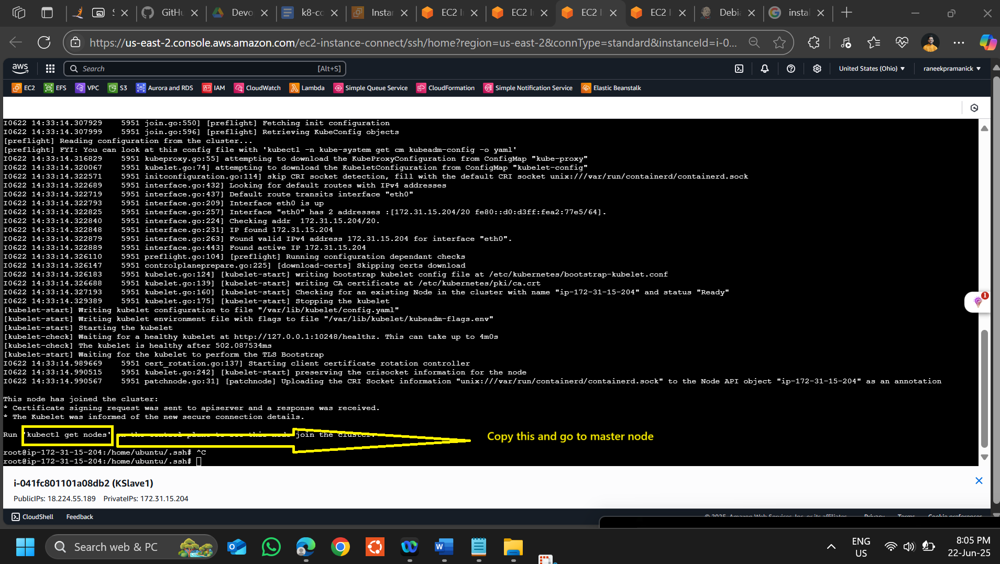 GitHu
Devo
k8-co
Instan
EC2 I
EC2 I
EC2 I
EC2 I
Debia
instal
https://us-east-2.console.aws.amazon.com/ec2-instance-connect/ssh/home?region=us-east-2&connType=standard&instanceId=i-0...
aws
Search
[Alt+S]
United States (Ohio)
raneekpramanick
EC2
EFS
VPC
S3
Aurora and RDS
IAM
CloudWatch
Lambda
Simple Queue Service
CloudFormation
Simple Notification Service
Elastic Beanstalk
I0622 14:33:14.307929    5951 join.go:550] [preflight] Fetching init configuration
I0622 14:33:14.307999    5951 join.go:596] [preflight] Retrieving KubeConfig objects
[preflight] Reading configuration from the cluster...
[preflight] FYI: You can look at this config file with 'kubectl -n kube-system get cm kubeadm-config -o yaml'
I0622 14:33:14.316829    5951 kubeproxy.go:55] attempting to download the KubeProxyConfiguration from ConfigMap "kube-proxy"
I0622 14:33:14.320067    5951 kubelet.go:74] attempting to download the KubeletConfiguration from ConfigMap "kubelet-config"
I0622 14:33:14.322571    5951 initconfiguration.go:114] skip CRI socket detection, fill with the default CRI socket unix:///var/run/containerd/containerd.sock
I0622 14:33:14.322689    5951 interface.go:432] Looking for default routes with IPv4 addresses
I0622 14:33:14.322719    5951 interface.go:437] Default route transits interface "eth0"
I0622 14:33:14.322793    5951 interface.go:209] Interface eth0 is up
I0622 14:33:14.322825    5951 interface.go:257] Interface "eth0" has 2 addresses :[172.31.15.204/20 fe80::d0:d3ff:fea2:77e5/64].
I0622 14:33:14.322840    5951 interface.go:224] Checking addr  172.31.15.204/20.
I0622 14:33:14.322848    5951 interface.go:231] IP found 172.31.15.204
I0622 14:33:14.322879    5951 interface.go:263] Found valid IPv4 address 172.31.15.204 for interface "eth0".
I0622 14:33:14.322889    5951 interface.go:443] Found active IP 172.31.15.204
I0622 14:33:14.326110    5951 preflight.go:104] [preflight] Running configuration dependant checks
I0622 14:33:14.326147    5951 controlplaneprepare.go:225] [download-certs] Skipping certs download
I0622 14:33:14.326183    5951 kubelet.go:124] [kubelet-start] writing bootstrap kubelet config file at /etc/kubernetes/bootstrap-kubelet.conf
I0622 14:33:14.326688    5951 kubelet.go:139] [kubelet-start] writing CA certificate at /etc/kubernetes/pki/ca.crt
I0622 14:33:14.327193    5951 kubelet.go:160] [kubelet-start] Checking for an existing Node in the cluster with name "ip-172-31-15-204" and status "Ready"
I0622 14:33:14.329389    5951 kubelet.go:175] [kubelet-start] Stopping the kubelet
[kubelet-start] Writing kubelet configuration to file "/var/lib/kubelet/config.yaml"
[kubelet-start] Writing kubelet environment file with flags to file "/var/lib/kubelet/kubeadm-flags.env"
[kubelet-start] Starting the kubelet
[kubelet-check] Waiting for a healthy kubelet at http://127.0.0.1:10248/healthz. This can take up to 4m0s
[kubelet-check] The kubelet is healthy after 502.087534ms
[kubelet-start] Waiting for the kubelet to perform the TLS Bootstrap
I0622 14:33:14.989669    5951 cert_rotation.go:137] Starting client certificate rotation controller
I0622 14:33:14.990515    5951 kubelet.go:242] [kubelet-start] preserving the crisocket information for the node
I0622 14:33:14.990567    5951 patchnode.go:31] [patchnode] Uploading the CRI Socket information "unix:///var/run/containerd/containerd.sock" to the Node API object "ip-172-31-15-204" as an annotation
This node has joined the cluster:
* Certificate signing request was sent to apiserver and a response was received.
* The Kubelet was informed of the new secure connection details.
Run 'kubectl get nodes' on the control-plane to see this node join the cluster.
Copy this and go to master node
root@ip-172-31-15-204:/home/ubuntu/.ssh# ^C
root@ip-172-31-15-204:/home/ubuntu/.ssh#
1
i-041fc801101a08db2 (KSlave1)
PublicIPs: 18.224.55.189    PrivateIPs: 172.31.15.204
CloudShell
Feedback
© 2025, Amazon Web Services, Inc. or its affiliates.
Privacy
Terms
Cookie preferences
Search web & PC
ENG
US
8:05 PM
22-Jun-25